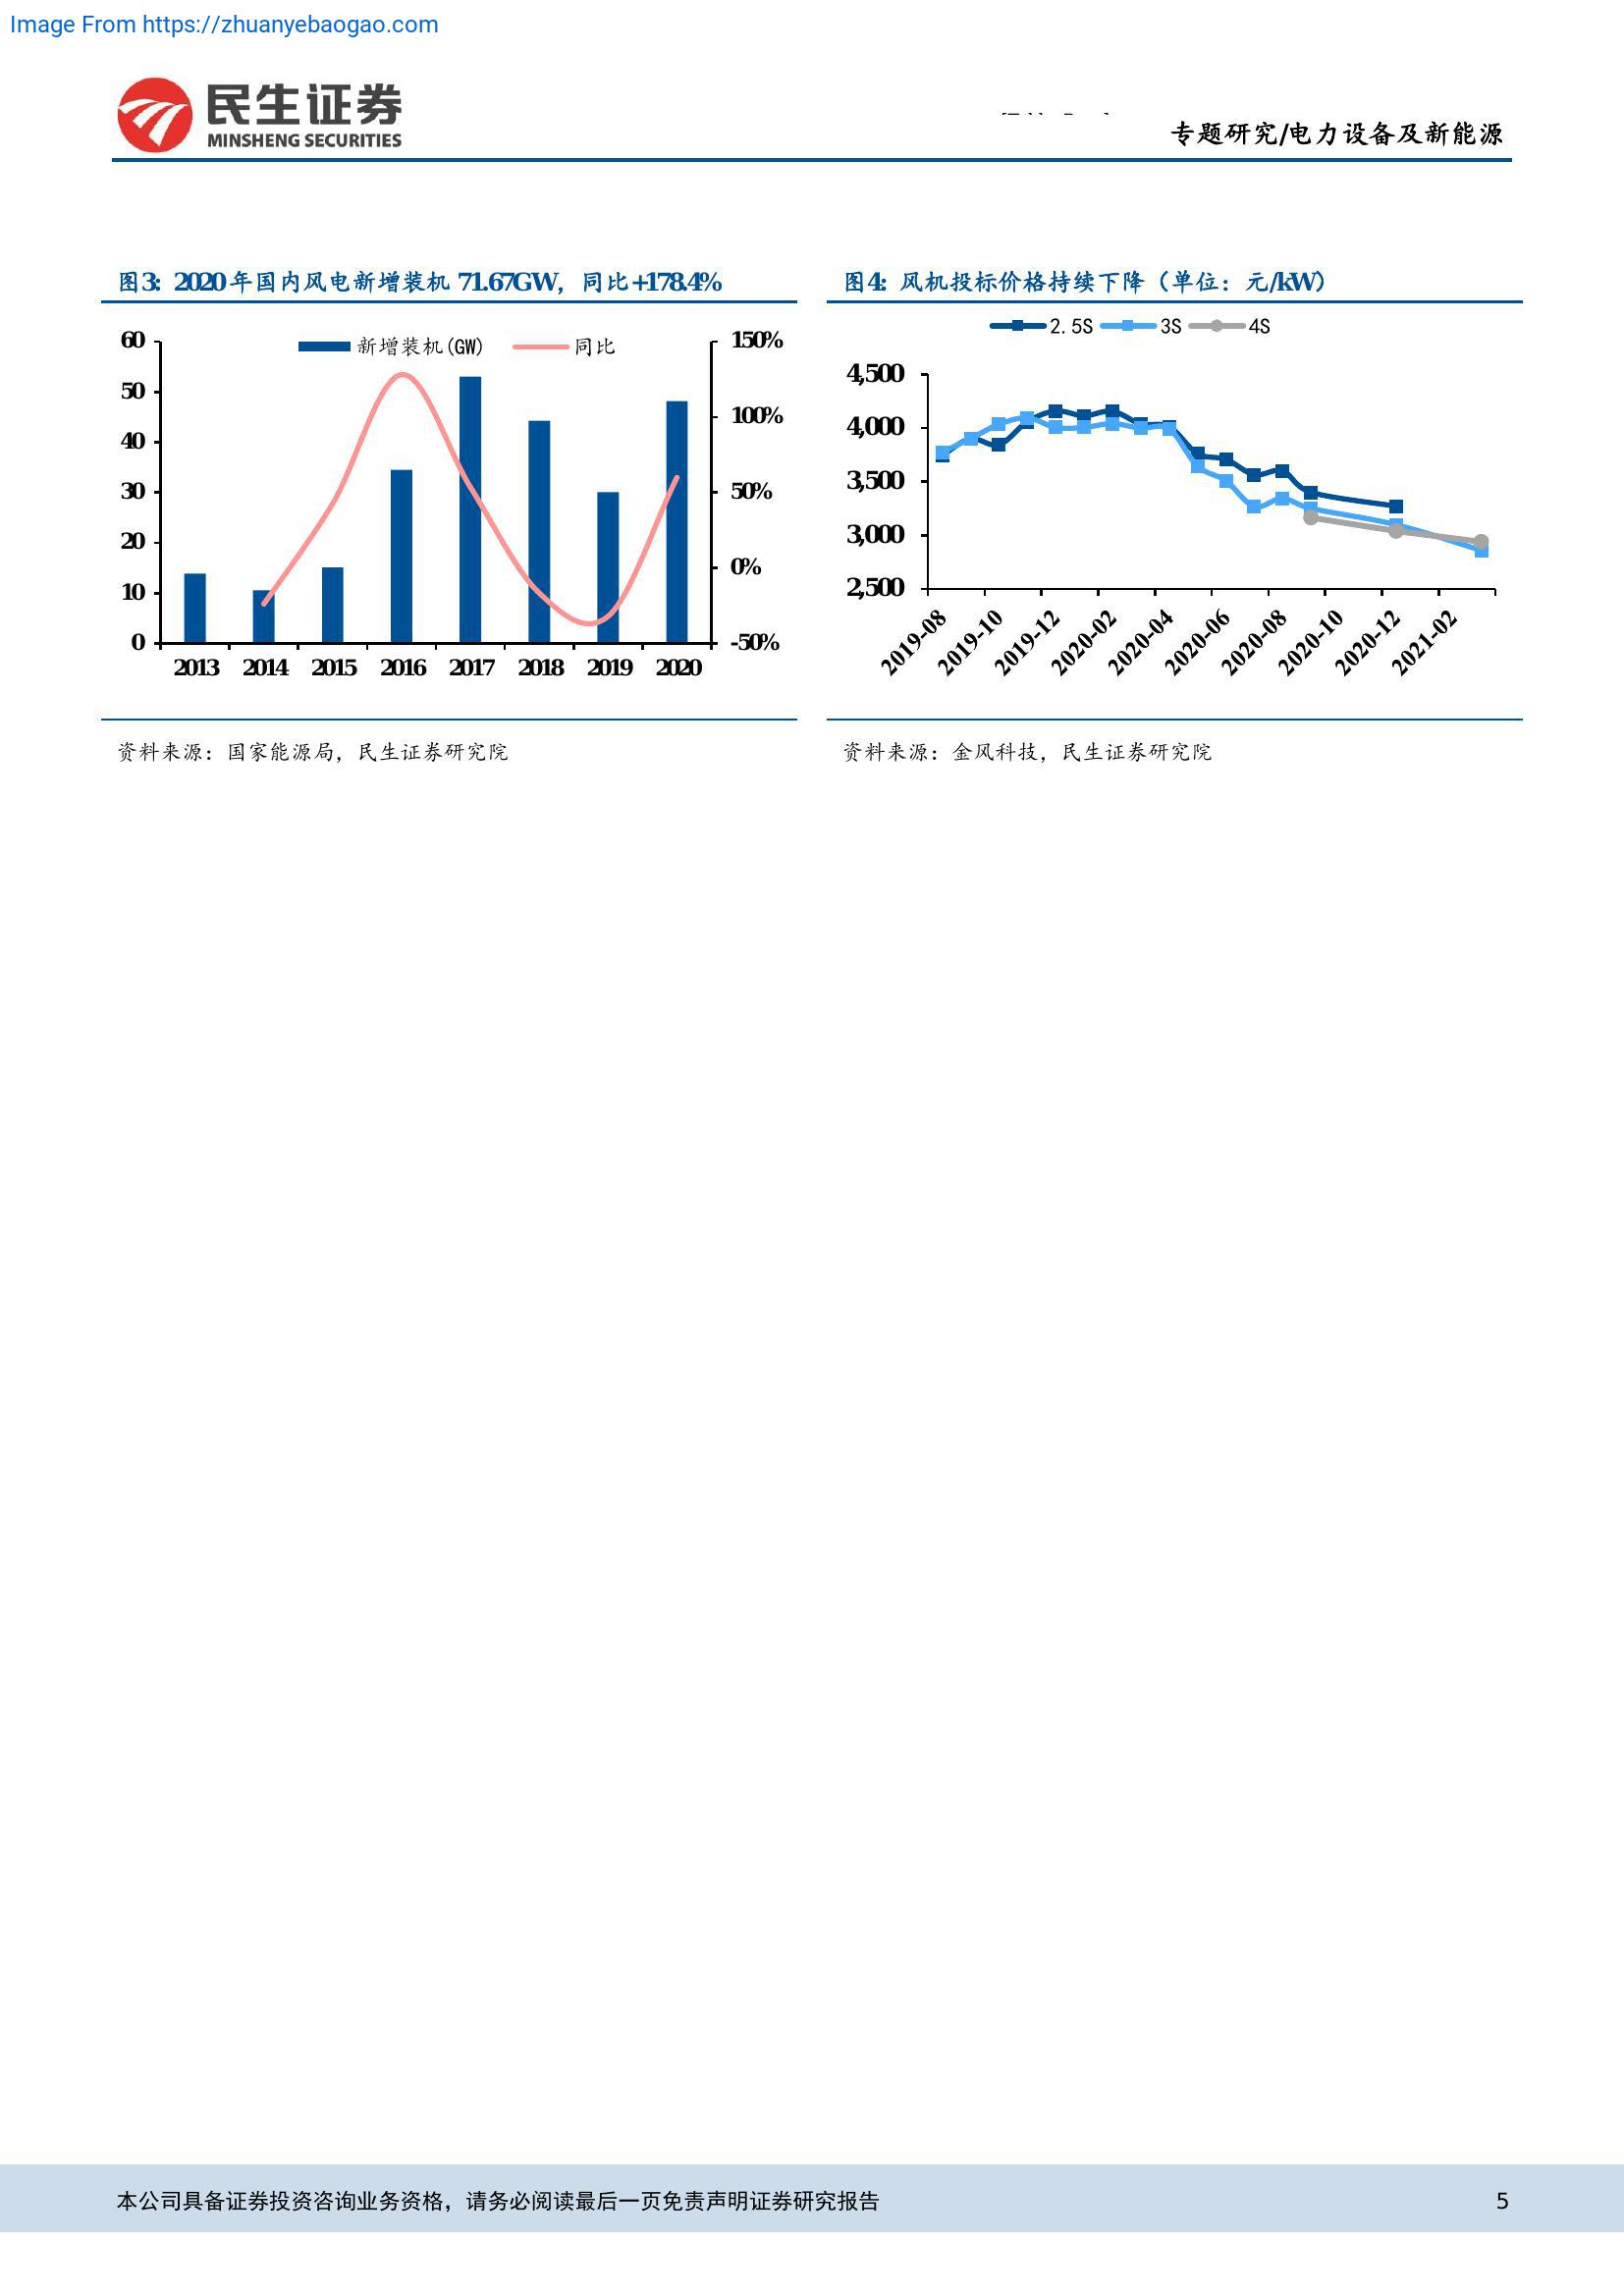 Image From https://zhuanyebaogao.com
民生证券
MINSHENG SECURITIES
专题研究/电力设备及新能源
图3：2020年国内风电新增装机 71.67GW，同比+178.4%
新增装机(GW) 同比
60
50
40
30
20
10
0
150%
100%
50%
0%
-50%
2013 2014 2015 2016 2017 2018 2019 2020
资料来源：国家能源局，民生证券研究院
图4：风机投标价格持续下降（单位：元/kW）
2.5S 3S 4S
4,500
4,000
3,500
3,000
2,500
2019-08 2019-10 2019-12 2020-02 2020-04 2020-06 2020-08 2020-10 2020-12 2021-02
资料来源：金风科技，民生证券研究院
本公司具备证券投资咨询业务资格，请务必阅读最后一页免责声明证券研究报告 5